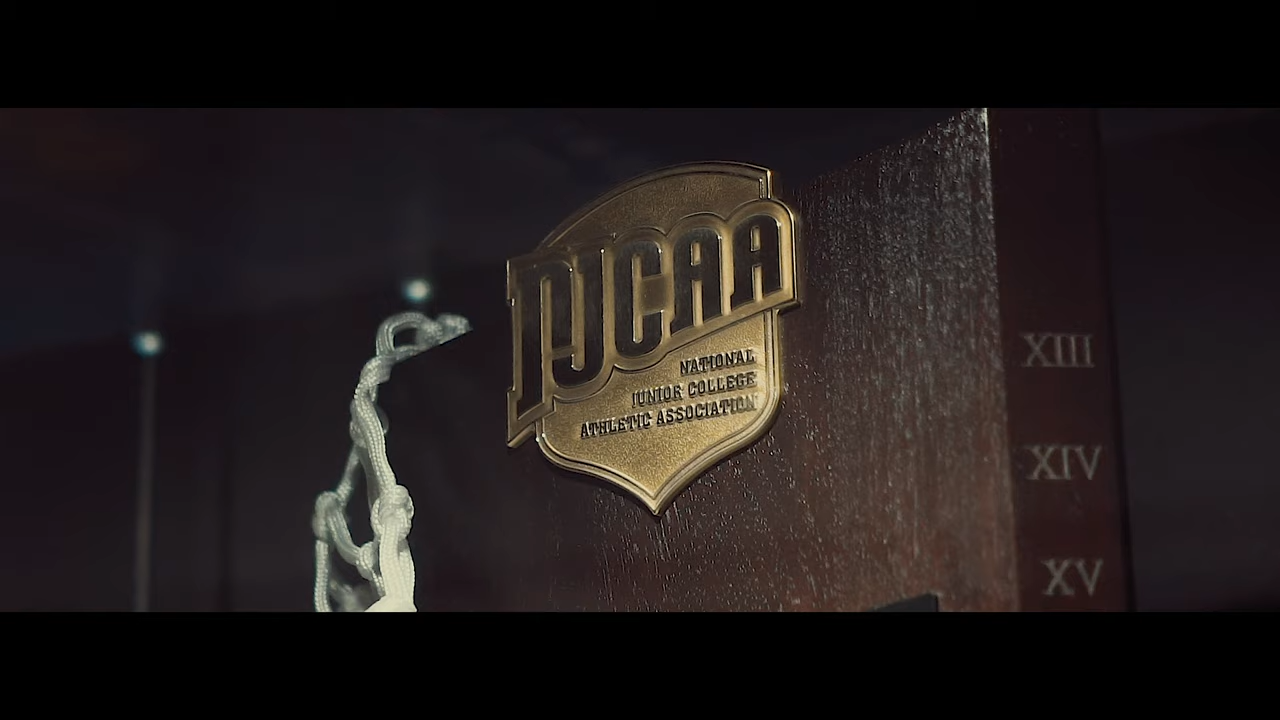 NJCAA
NATIONAL
JUNIOR COLLEGE
ATHLETIC ASSOCIATION
XIII
XIV
XV